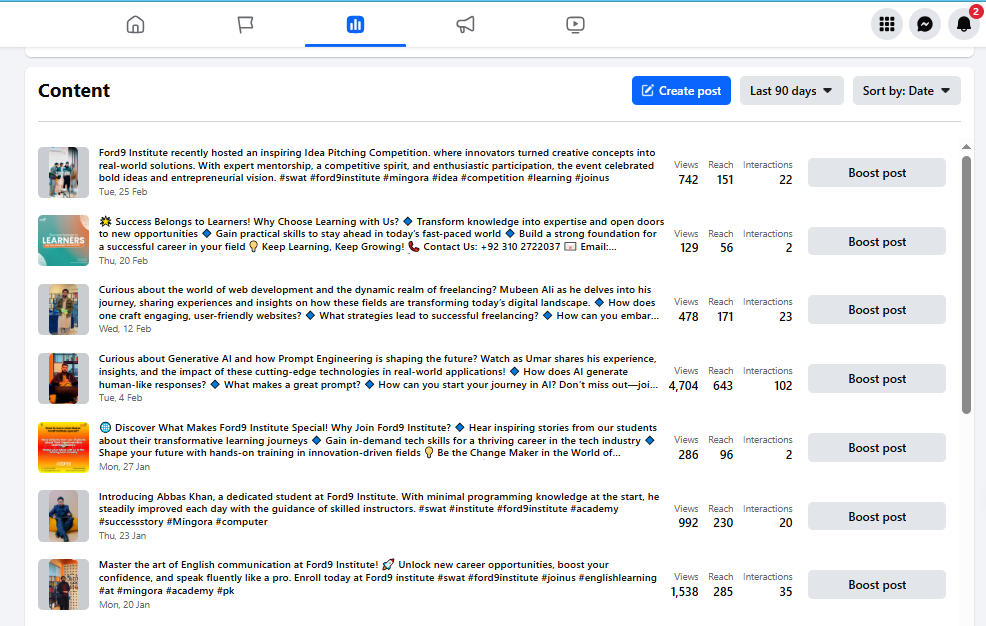 2
Content
Create post
Last 90 days
Sort by: Date
Ford9 Institute recently hosted an inspiring Idea Pitching Competition. where innovators turned creative concepts into
real-world solutions. With expert mentorship, a competitive spirit, and enthusiastic participation, the event celebrated
bold ideas and entrepreneurial vision. #swat #ford9institute #mingora #idea #competition #learning #joinus
Tue, 25 Feb
Views Reach Interactions
742 151 22
Boost post
LEARNERS
💥 Success Belongs to Learners! Why Choose Learning with Us? 🔹 Transform knowledge into expertise and open doors
to new opportunities 🔹 Gain practical skills to stay ahead in today's fast-paced world 🔹 Build a strong foundation for
a successful career in your field 💡 Keep Learning, Keep Growing! 📞 Contact Us: +92 310 2722037 📧 Email:...
Thu, 20 Feb
Views Reach Interactions
129 56 2
Boost post
Curious about the world of web development and the dynamic realm of freelancing? Mubeen Ali as he delves into his
journey, sharing experiences and insights on how these fields are transforming today's digital landscape. 🔹 How does
one craft engaging, user-friendly websites? 🔹 What strategies lead to successful freelancing? 🔹 How can you embar...
Wed, 12 Feb
Views Reach Interactions
478 171 23
Boost post
Curious about Generative AI and how Prompt Engineering is shaping the future? Watch as Umar shares his experience,
insights, and the impact of these cutting-edge technologies in real-world applications! 🔹 How does AI generate
human-like responses? 🔹 What makes a great prompt? 🔹 How can you start your journey in AI? Don't miss out—joi...
Tue, 4 Feb
Views Reach Interactions
4,704 643 102
Boost post
🌐 Discover What Makes Ford9 Institute Special! Why Join Ford9 Institute? 🔹 Hear inspiring stories from our students
about their transformative learning journeys 🔹 Gain in-demand tech skills for a thriving career in the tech industry 🔹
Shape your future with hands-on training in innovation-driven fields 💡 Be the Change Maker in the World of...
Mon, 27 Jan
Views Reach Interactions
286 96 2
Boost post
Introducing Abbas Khan, a dedicated student at Ford9 Institute. With minimal programming knowledge at the start, he
steadily improved each day with the guidance of skilled instructors. #swat #institute #ford9institute #academy
#successstory #Mingora #computer
Thu, 23 Jan
Views Reach Interactions
992 230 20
Boost post
Master the art of English communication at Ford9 Institute! 🚀 Unlock new career opportunities, boost your
confidence, and speak fluently like a pro. Enroll today at Ford9 institute #swat #ford9institute #joinus #englishlearning
#at #mingora #academy #pk
Mon, 20 Jan
Views Reach Interactions
1,538 285 35
Boost post